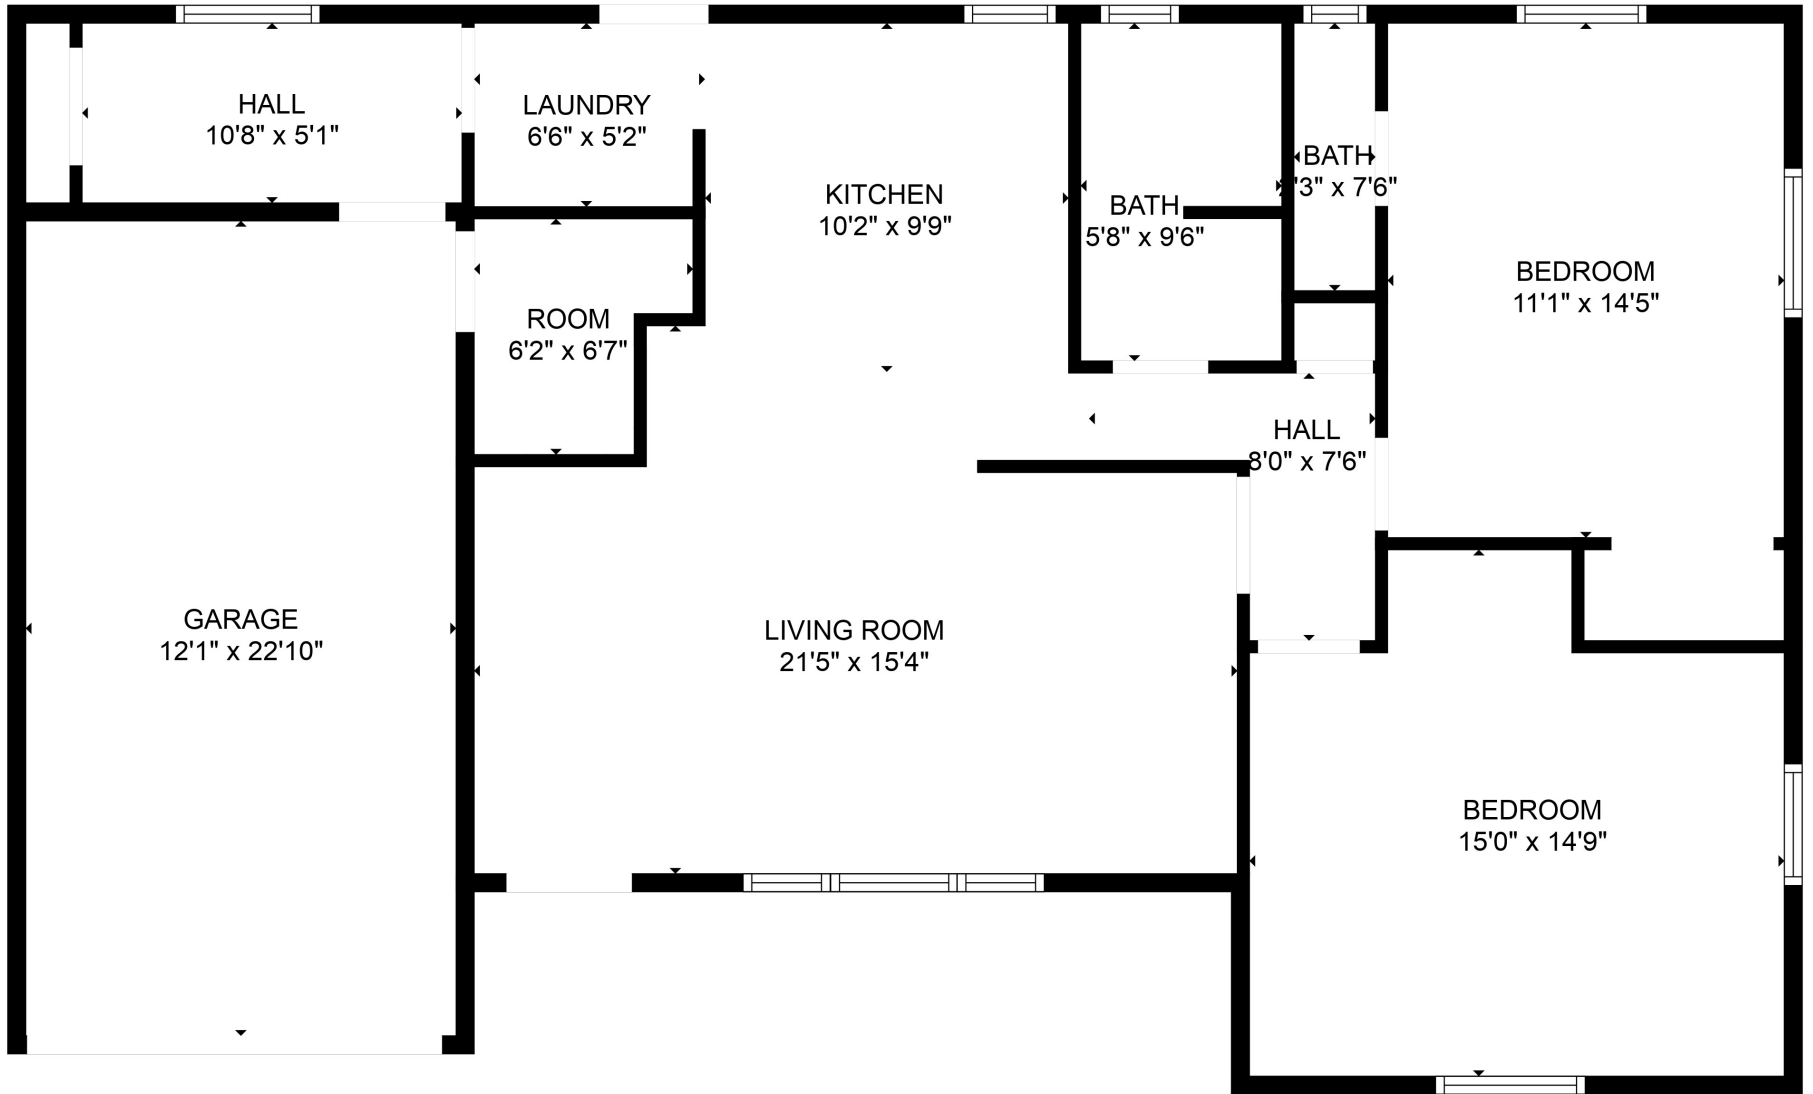 HALL
10'8" x 5'1"
LAUNDRY
6'6" x 5'2"
KITCHEN
10'2" x 9'9"
BATH
5'8" x 9'6"
BATH
'3" x 7'6"
BEDROOM
11'1" x 14'5"
ROOM
6'2" x 6'7"
HALL
8'0" x 7'6"
GARAGE
12'1" x 22'10"
LIVING ROOM
21'5" x 15'4"
BEDROOM
15'0" x 14'9"